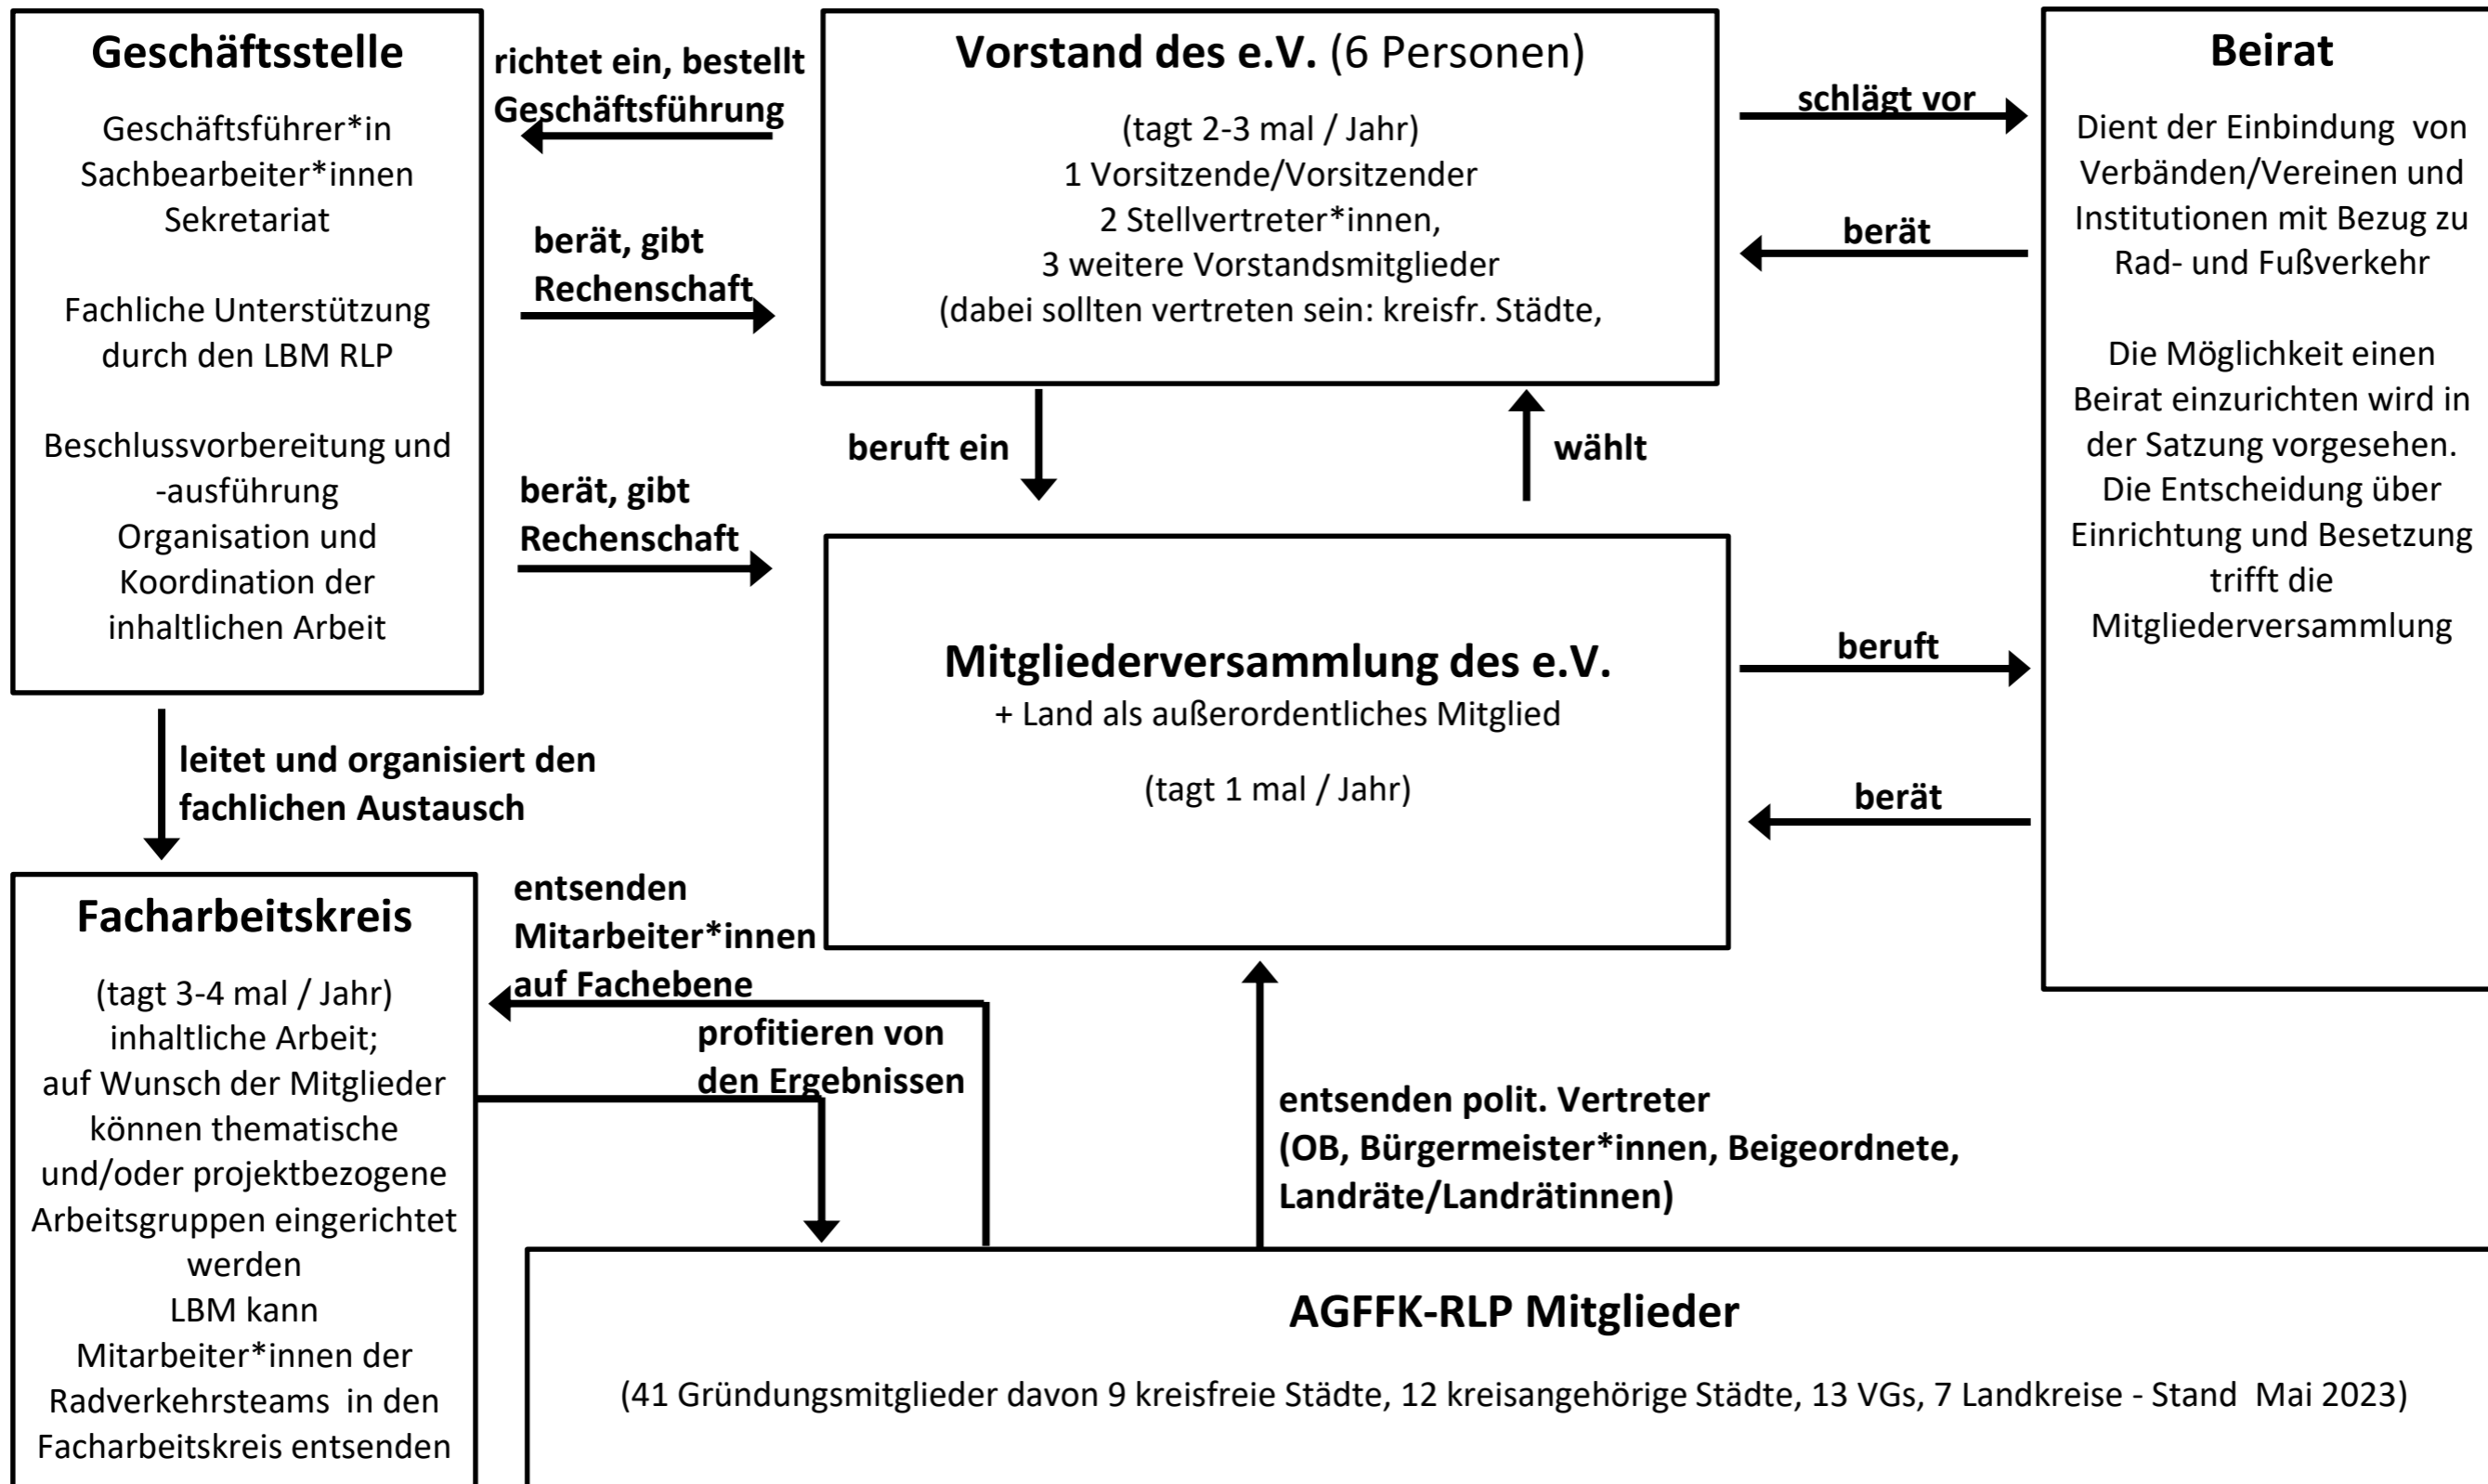 Geschäftsstelle
Geschäftsführer*in
Sachbearbeiter*innen
Sekretariat
Fachliche Unterstützung
durch den LBM RLP
Beschlussvorbereitung und
-ausführung
Organisation und
Koordination der
inhaltlichen Arbeit
richtet ein, bestellt
Geschäftsführung
berät, gibt
Rechenschaft
berät, gibt
Rechenschaft
Vorstand des e.V. (6 Personen)
(tagt 2-3 mal / Jahr)
1 Vorsitzende/Vorsitzender
2 Stellvertreter*innen,
3 weitere Vorstandsmitglieder
(dabei sollten vertreten sein: kreisfr. Städte,
schlägt vor
berät
Beirat
Dient der Einbindung  von
Verbänden/Vereinen und
Institutionen mit Bezug zu
Rad- und Fußverkehr
Die Möglichkeit einen
Beirat einzurichten wird in
der Satzung vorgesehen.
Die Entscheidung über
Einrichtung und Besetzung
trifft die
Mitgliederversammlung
beruft ein
wählt
Mitgliederversammlung des e.V.
+ Land als außerordentliches Mitglied
(tagt 1 mal / Jahr)
beruft
berät
leitet und organisiert den
fachlichen Austausch
Facharbeitskreis
(tagt 3-4 mal / Jahr)
inhaltliche Arbeit;
auf Wunsch der Mitglieder
können thematische
und/oder projektbezogene
Arbeitsgruppen eingerichtet
werden
LBM kann
Mitarbeiter*innen der
Radverkehrsteams  in den
Facharbeitskreis entsenden
entsenden
Mitarbeiter*innen
auf Fachebene
profitieren von
den Ergebnissen
entsenden polit. Vertreter
(OB, Bürgermeister*innen, Beigeordnete,
Landräte/Landrätinnen)
AGFFK-RLP Mitglieder
(41 Gründungsmitglieder davon 9 kreisfreie Städte, 12 kreisangehörige Städte, 13 VGs, 7 Landkreise - Stand  Mai 2023)